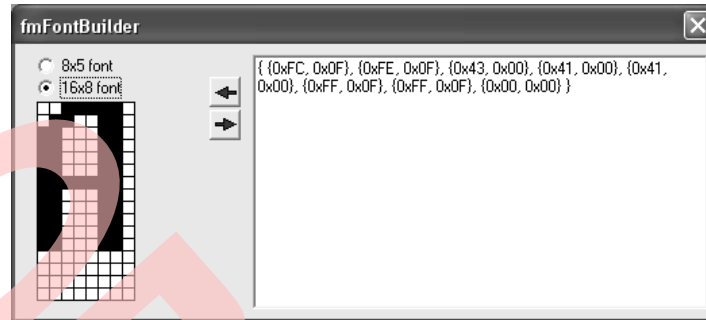 fmFontBuilder
8x5 font
16x8 font
{ {0xFC, 0x0F}, {0xFE, 0x0F}, {0x43, 0x00}, {0x41, 0x00}, {0x41,
0x00}, {0xFF, 0x0F}, {0xFF, 0x0F}, {0x00, 0x00} }